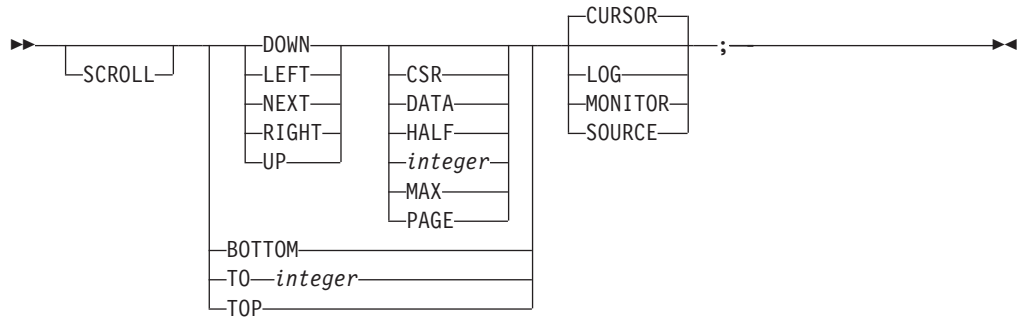 CURSOR
DOWN ;
SCROLL LEFT CSR LOG
NEXT DATA MONITOR
RIGHT HALF SOURCE
UP integer
MAX
PAGE
BOTTOM
TO integer
TOP